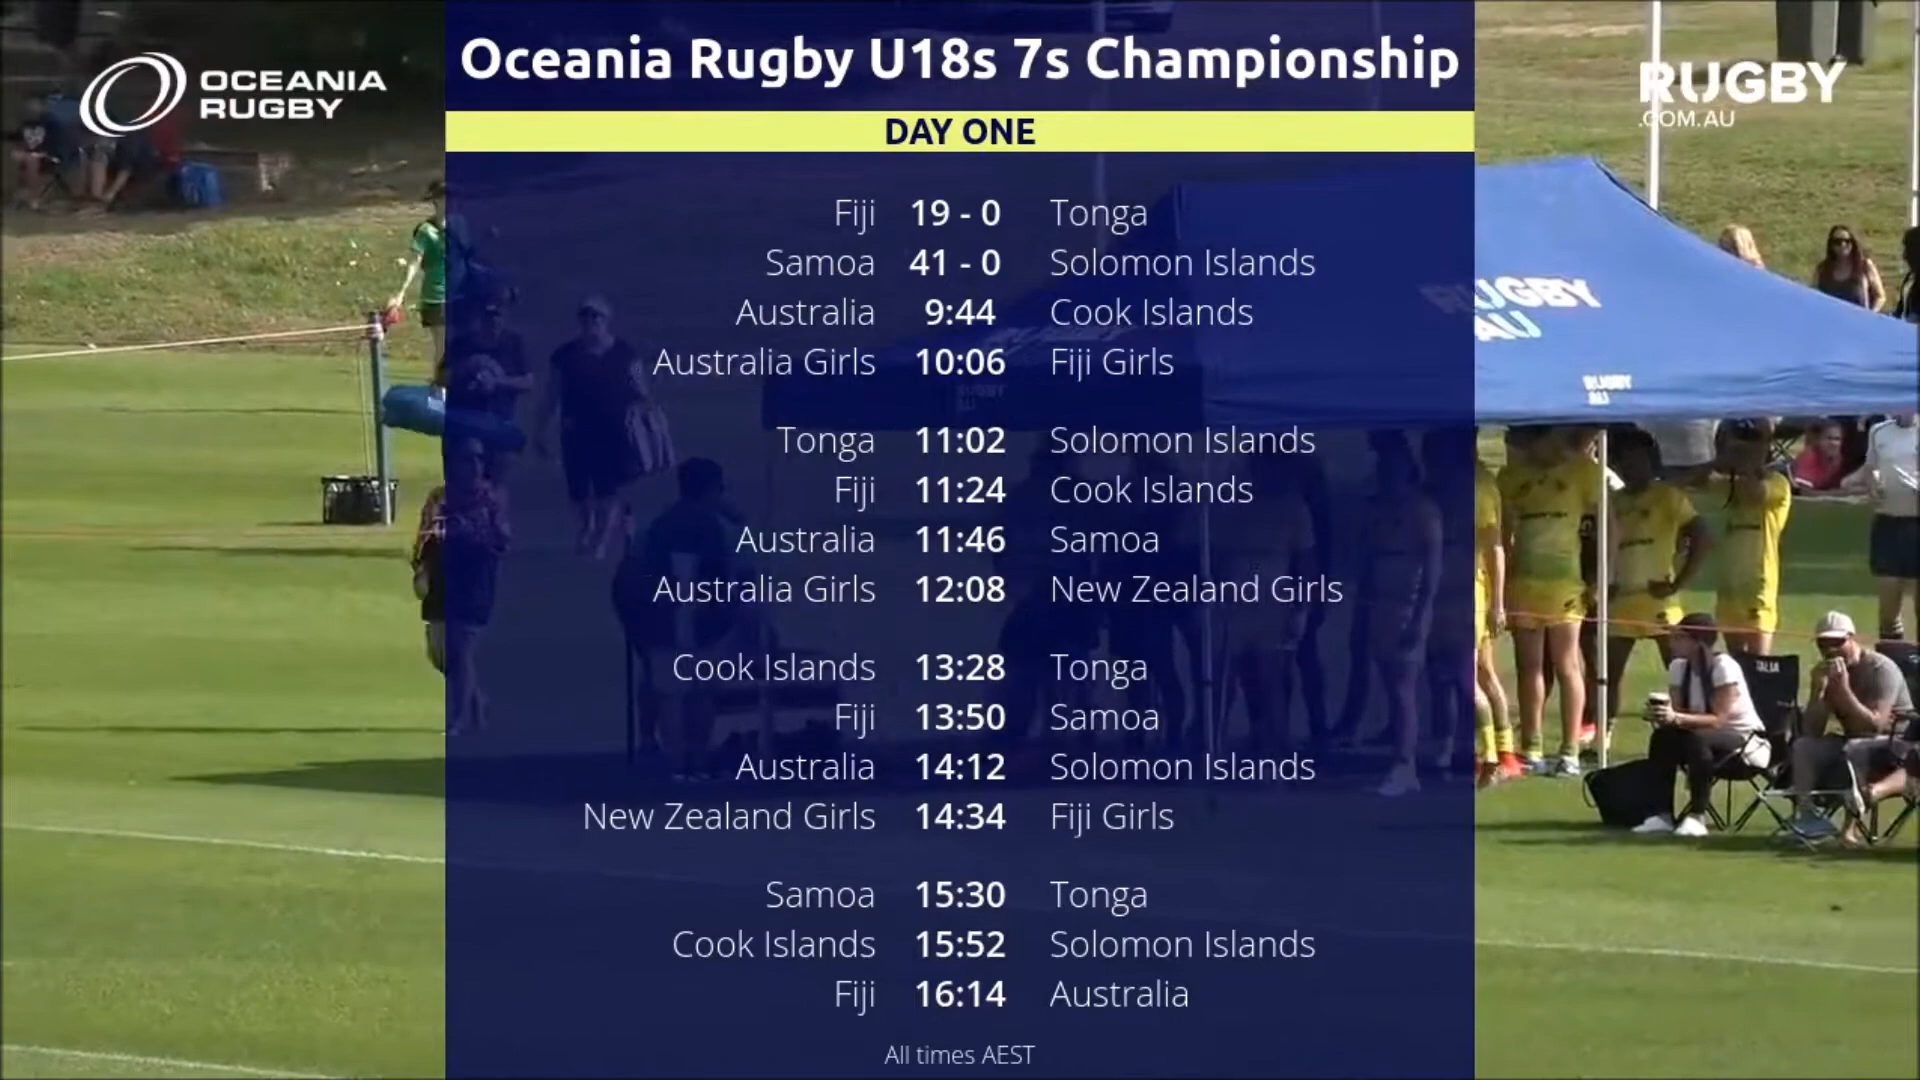 OCEANIA
RUGBY
Oceania Rugby U18s 7s Championship
RUGBY
.COM.AU
DAY ONE
Fiji 19 - 0 Tonga
Samoa 41 - 0 Solomon Islands
Australia 9:44 Cook Islands
Australia Girls 10:06 Fiji Girls
Tonga 11:02 Solomon Islands
Fiji 11:24 Cook Islands
Australia 11:46 Samoa
Australia Girls 12:08 New Zealand Girls
Cook Islands 13:28 Tonga
Fiji 13:50 Samoa
Australia 14:12 Solomon Islands
New Zealand Girls 14:34 Fiji Girls
Samoa 15:30 Tonga
Cook Islands 15:52 Solomon Islands
Fiji 16:14 Australia
All times AEST
RUGBY
AU
RUGBY
AU